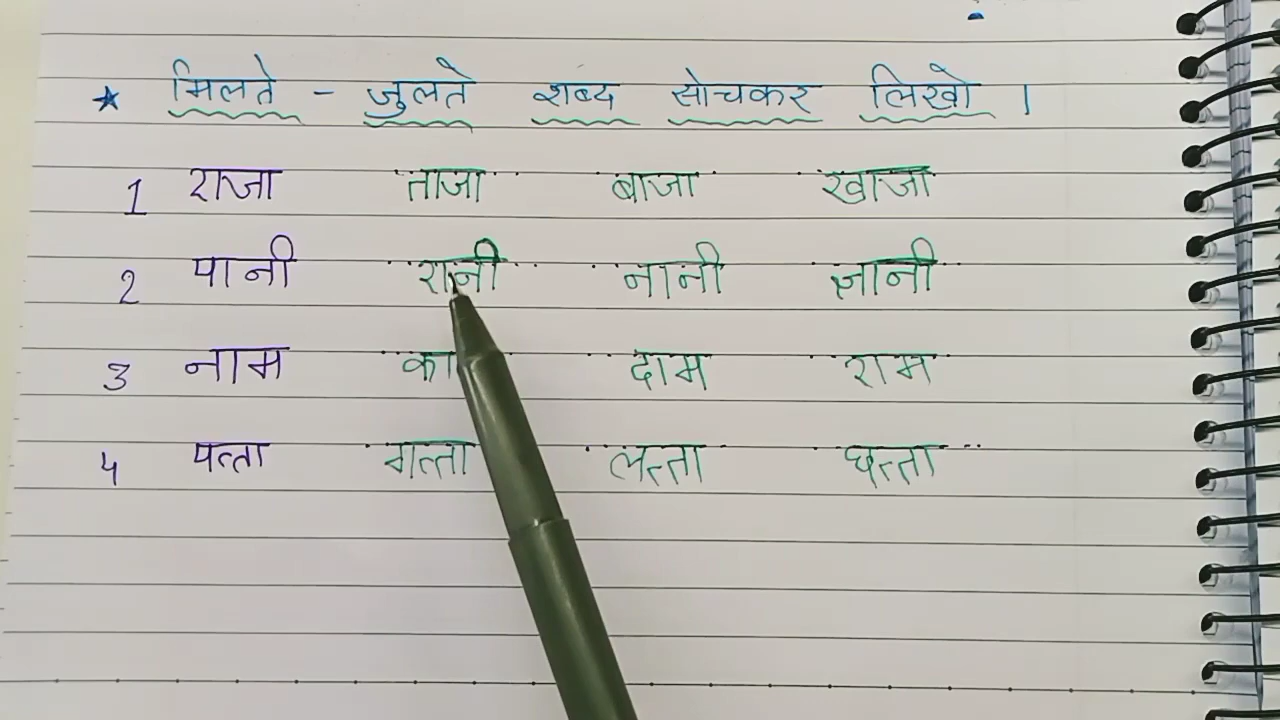 ★ मिलते - जुलते शब्द सोचकर लिखो ।
1 राजा ताजा बाजा खाजा
2 पानी रानी नानी ज्ञानी
3 नाम का दाम राम
4 पत्ता गत्ता लत्ता